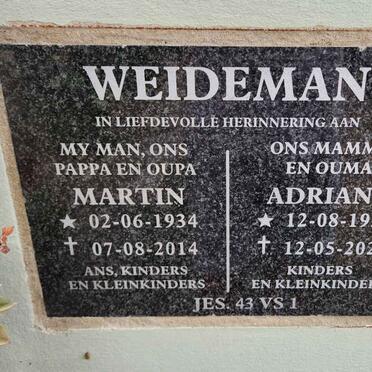 WEIDEMAN
IN LIEFDEVOLLE HERINNERING AAN
MY MAN, ONS
PAPPA EN OUPA
MARTIN
★ 02-06-1934
✝ 07-08-2014
ANS, KINDERS
EN KLEINKINDERS
ONS MAMM
EN OUMA
ADRIAN
★ 12-08-19
✝ 12-05-20
KINDERS
EN KLEINKINDER
JES. 43 VS 1